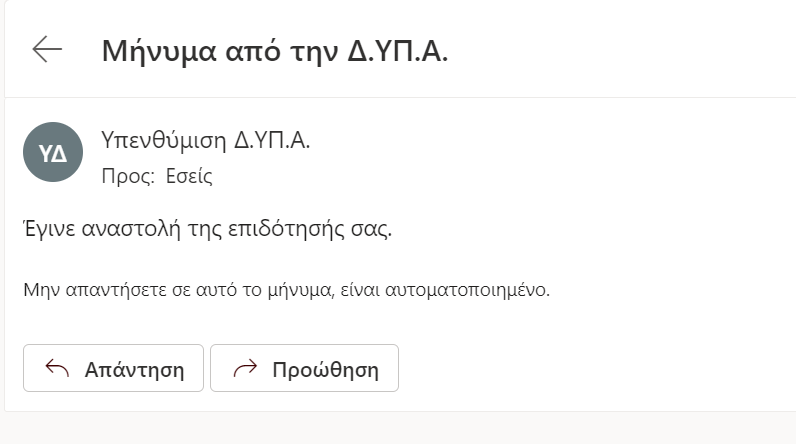 Μήνυμα από την Δ.ΥΠ.Α.
ΥΔ
Υπενθύμιση Δ.ΥΠ.Α.
Προς: Εσείς
Έγινε αναστολή της επιδότησής σας.
Μην απαντήσετε σε αυτό το μήνυμα, είναι αυτοματοποιημένο.
Απάντηση
Προώθηση